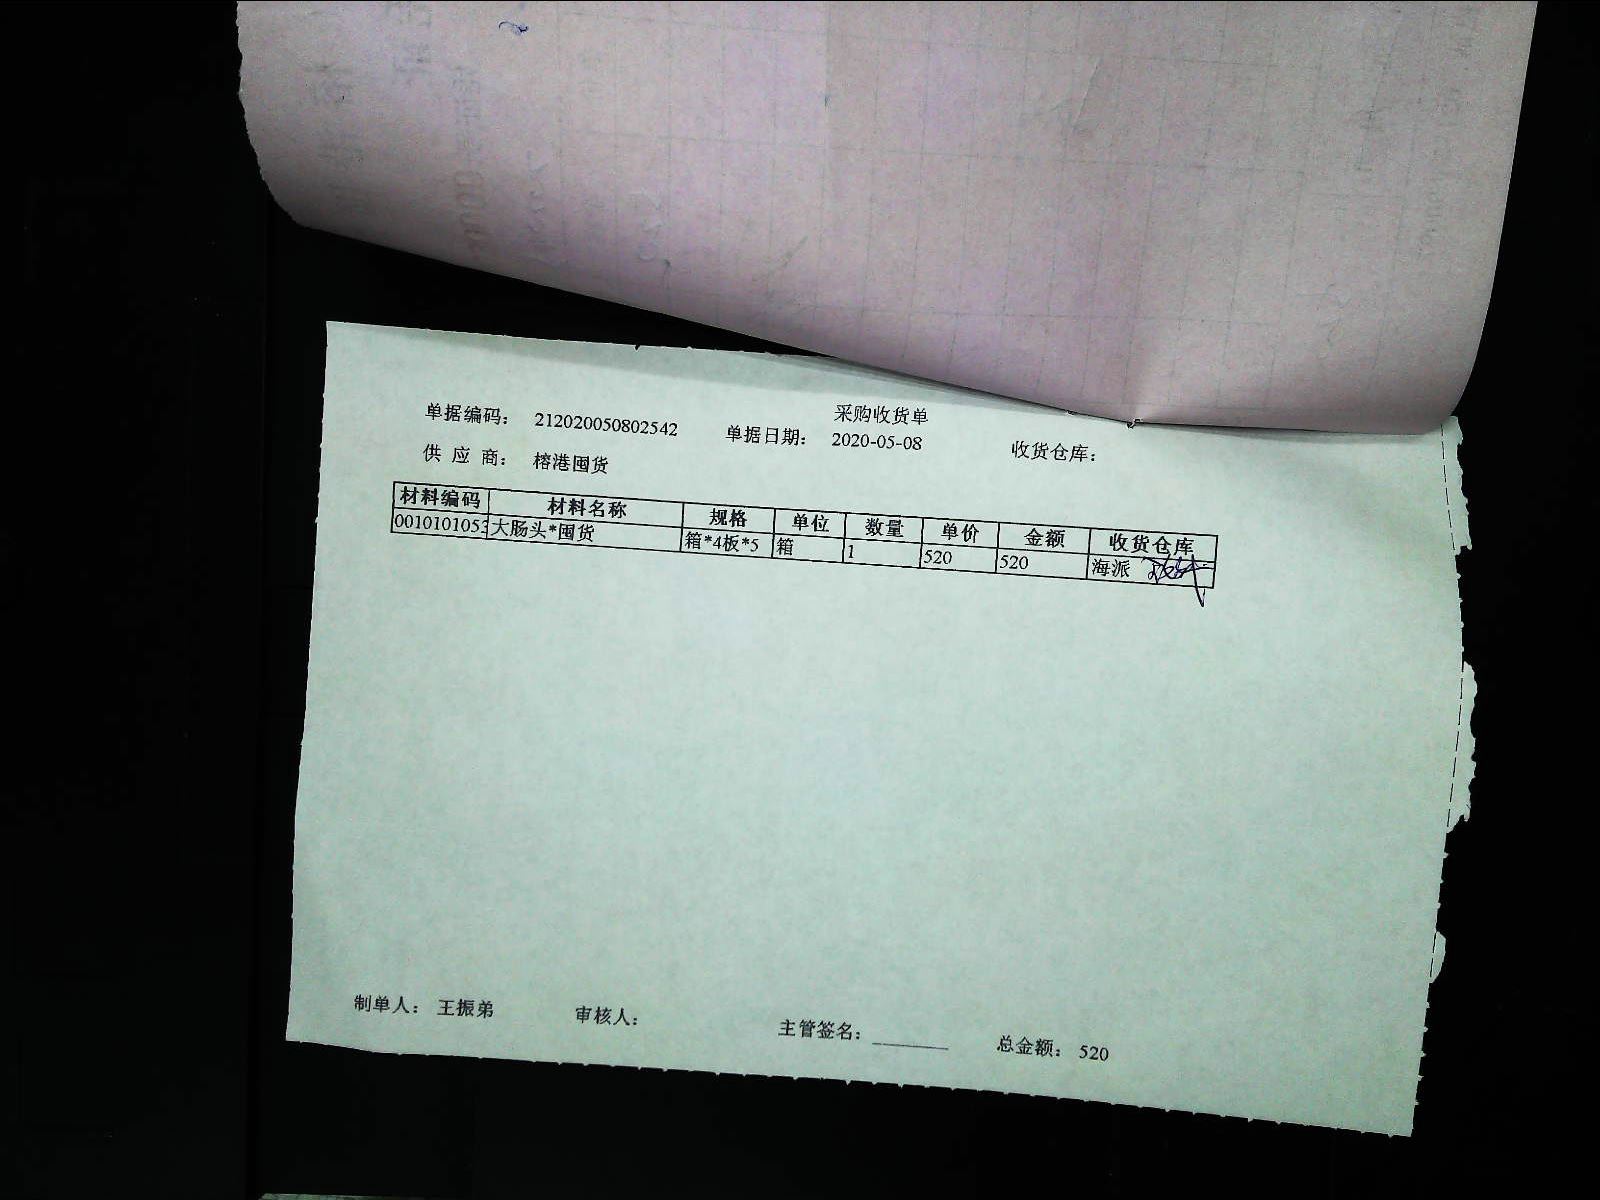 采购收货单
单据编码： 212020050802542 单据日期： 2020-05-08 收货仓库：
供 应 商： 榕港囤货
材料编码 材料名称 规格 单位 数量 单价 金额 收货仓库
0010101053 大肠头*囤货 箱*4板*5 箱 1 520 520 海派
制单人： 王振弟 审核人： 主管签名：________ 总金额： 520